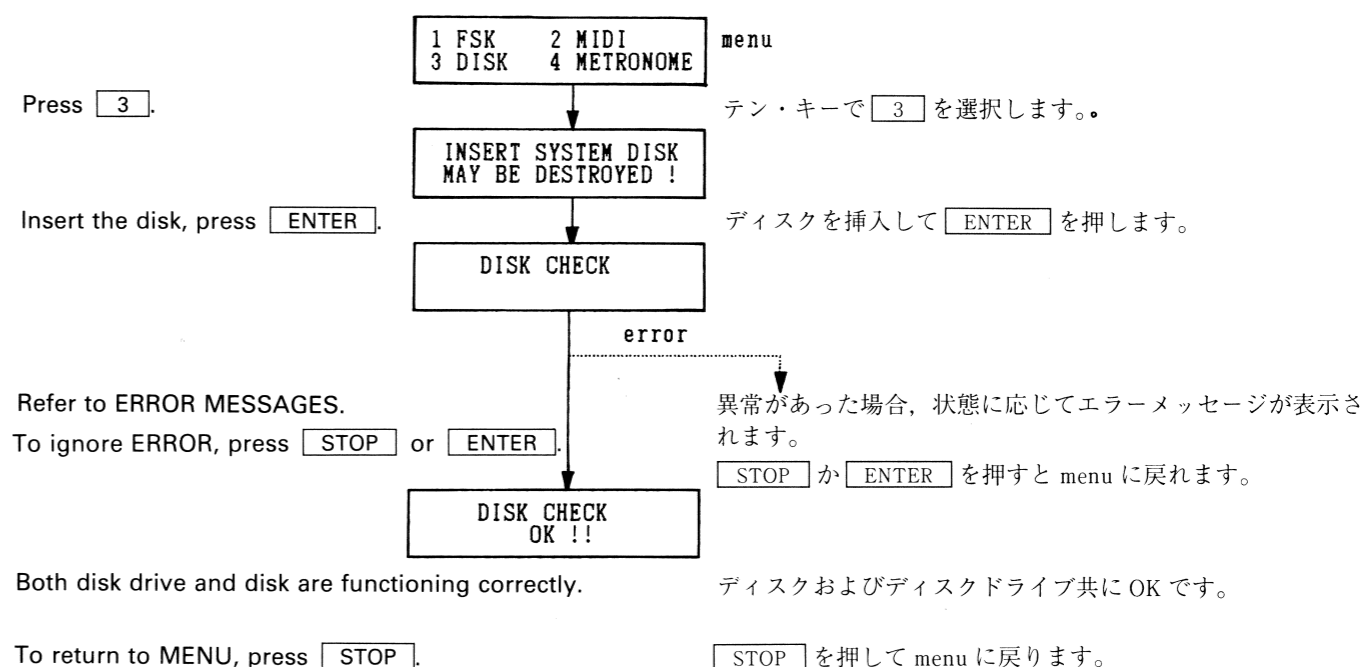 1 FSK 2 MIDI
3 DISK 4 METRONOME
menu
Press 3 .
テン・キーで 3 を選択します。。
INSERT SYSTEM DISK
MAY BE DESTROYED !
Insert the disk, press ENTER .
ディスクを挿入して ENTER を押します。
DISK CHECK
error
Refer to ERROR MESSAGES.
To ignore ERROR, press STOP or ENTER .
異常があった場合，状態に応じてエラーメッセージが表示さ
れます。
STOP か ENTER を押すと menu に戻れます。
DISK CHECK
OK !!
Both disk drive and disk are functioning correctly.
ディスクおよびディスクドライブ共に OK です。
To return to MENU, press STOP .
STOP を押して menu に戻ります。